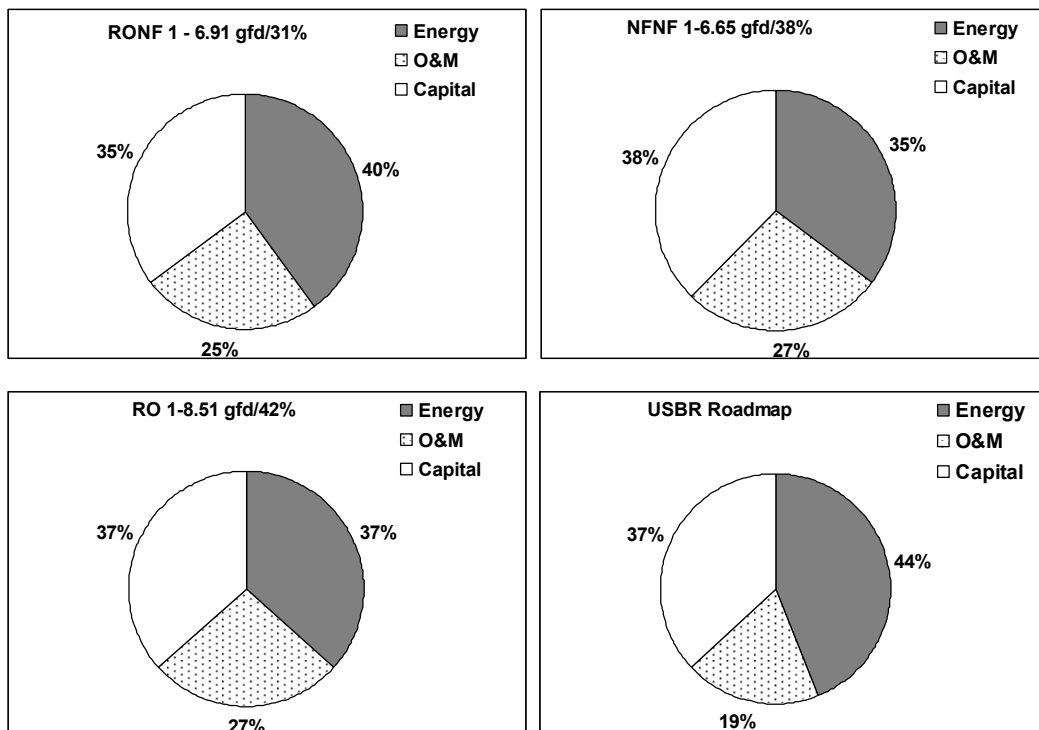 RONF 1 - 6.91 gfd/31%
Energy
O&M
Capital
35%
40%
25%
NFNF 1-6.65 gfd/38%
Energy
O&M
Capital
38%
35%
27%
RO 1-8.51 gfd/42%
Energy
O&M
Capital
37%
37%
27%
USBR Roadmap
Energy
O&M
Capital
37%
44%
19%